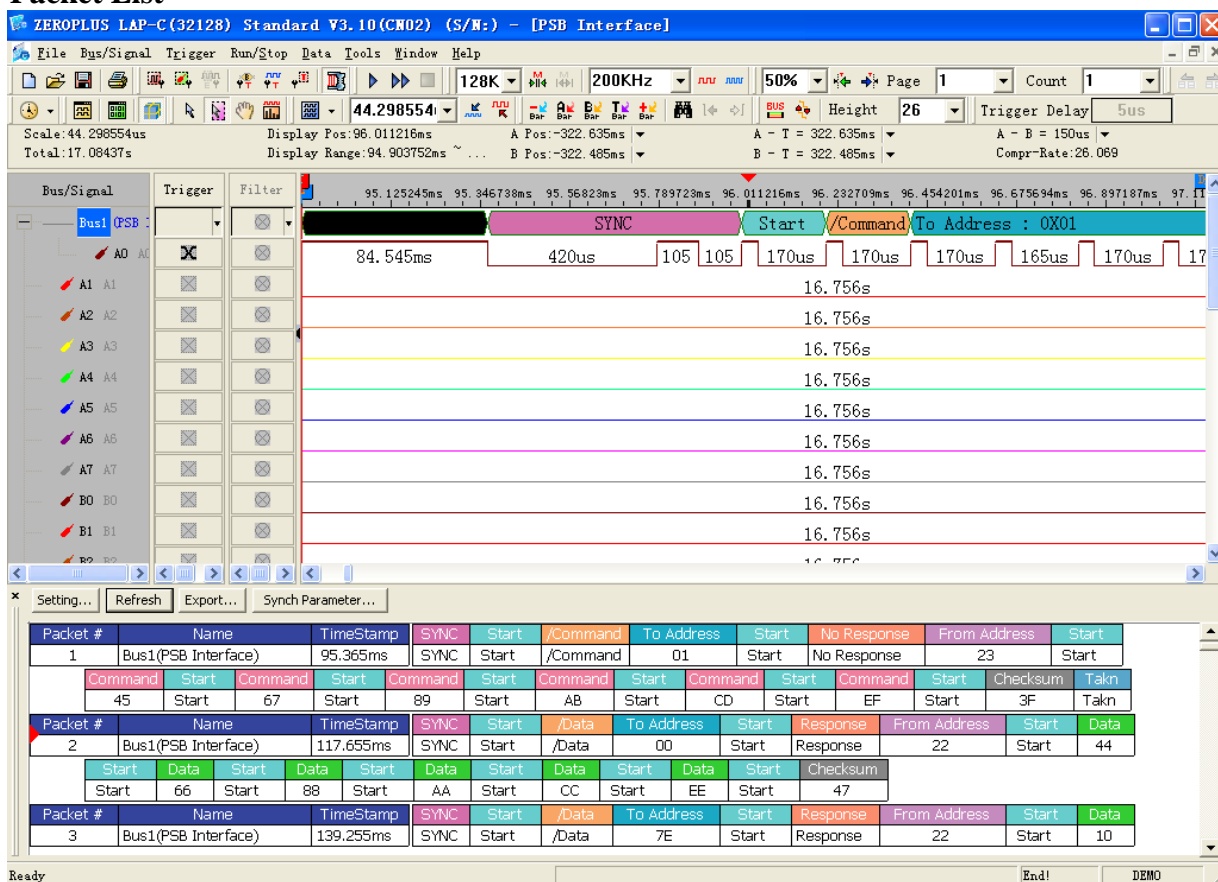 Packet List
ZEROPLUS LAP-C(32128) Standard V3.10(CN02) (S/N:) - [PSB Interface]
File Bus/Signal Trigger Run/Stop Data Tools Window Help
128K 200KHz 50% Page 1 Count 1
44.298554u Height 26 Trigger Delay 5us
Scale:44.298554us Display Pos:96.011216ms A Pos:-322.635ms A - T = 322.635ms A - B = 150us
Total:17.08437s Display Range:94.903752ms ~ ... B Pos:-322.485ms B - T = 322.485ms Compr-Rate:26.069
Bus/Signal Trigger Filter 95.125245ms 95.346738ms 95.56823ms 95.789723ms 96.011216ms 96.232709ms 96.454201ms 96.675694ms 96.897187ms
Bus1 (PSB SYNC Start /Command To Address : 0X01
A0 84.545ms 420us 105 105 170us 170us 170us 165us 170us 17
A1 A1 16.756s
A2 A2 16.756s
A3 A3 16.756s
A4 A4 16.756s
A5 A5 16.756s
A6 A6 16.756s
A7 A7 16.756s
B0 B0 16.756s
B1 B1 16.756s
Setting... Refresh Export... Synch Parameter...
Packet # Name TimeStamp SYNC Start /Command To Address Start No Response From Address Start
1 Bus1(PSB Interface) 95.365ms SYNC Start /Command 01 Start No Response 23 Start
Command Start Command Start Command Start Command Start Command Start Command Start Checksum Takn
45 Start 67 Start 89 Start AB Start CD Start EF Start 3F Takn
Packet # Name TimeStamp SYNC Start /Data To Address Start Response From Address Start Data
2 Bus1(PSB Interface) 117.655ms SYNC Start /Data 00 Start Response 22 Start 44
Start Data Start Data Start Data Start Data Start Data Start Checksum
Start 66 Start 88 Start AA Start CC Start EE Start 47
Packet # Name TimeStamp SYNC Start /Data To Address Start Response From Address Start Data
3 Bus1(PSB Interface) 139.255ms SYNC Start /Data 7E Start Response 22 Start 10
Ready End! DEMO